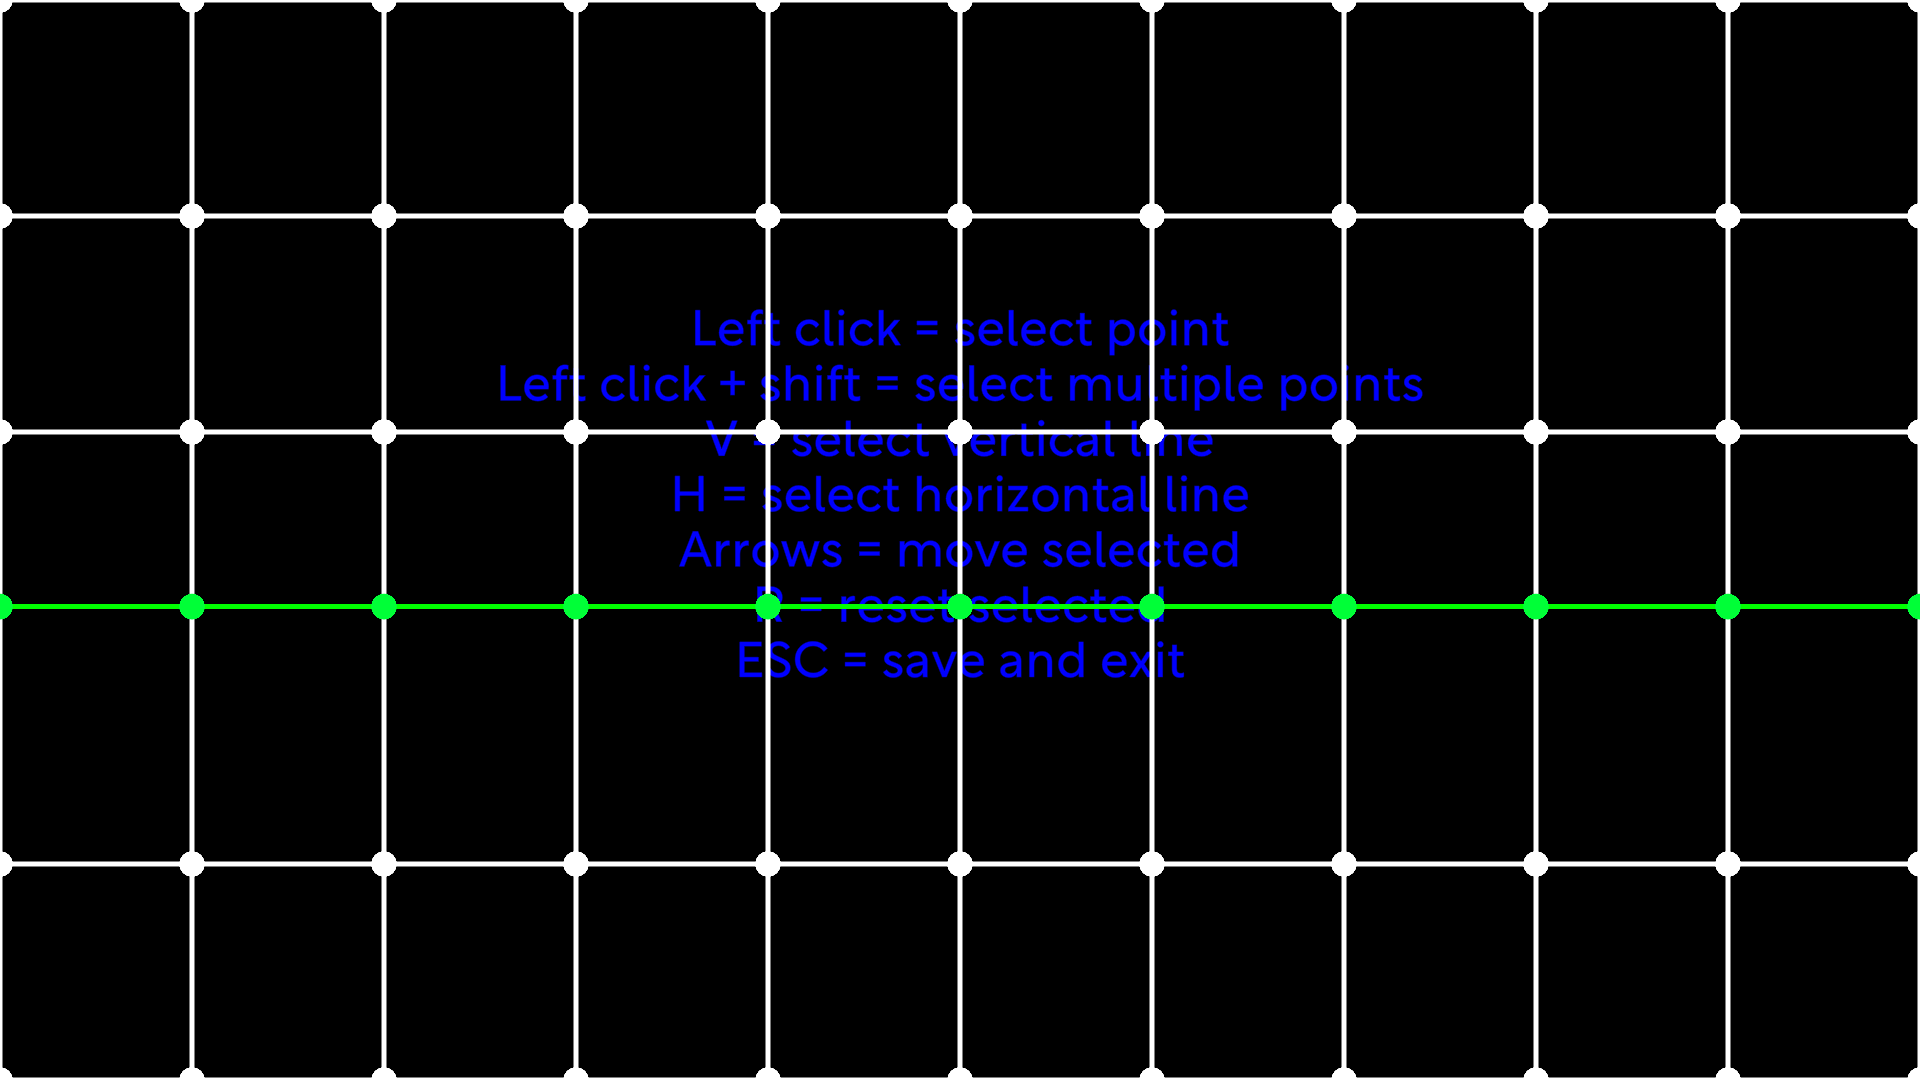 Left click = select point
Left click + shift = select multiple points
V = select vertical line
H = select horizontal line
Arrows = move selected
R = reset selected
ESC = save and exit